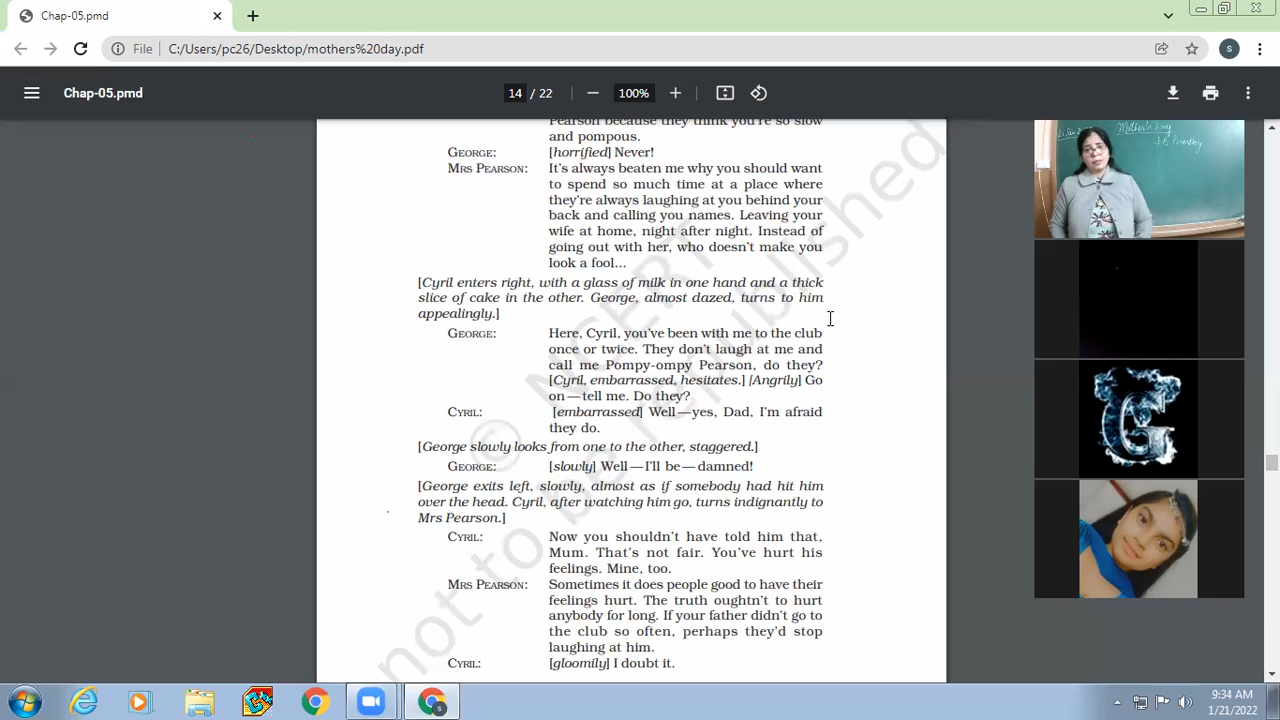 Chap-05.pmd
File
C:/Users/pc26/Desktop/mothers%20day.pdf
S
Chap-05.pmd
14 / 22
100%
Pearson because they think you're so slow
and pompous.
GEORGE: [horrified] Never!
MRS PEARSON: It's always beaten me why you should want
to spend so much time at a place where
they're always laughing at you behind your
back and calling you names. Leaving your
wife at home, night after night. Instead of
going out with her, who doesn't make you
look a fool...
[Cyril enters right, with a glass of milk in one hand and a thick
slice of cake in the other. George, almost dazed, turns to him
appealingly.]
GEORGE: Here, Cyril, you've been with me to the club
once or twice. They don't laugh at me and
call me Pompy-ompy Pearson, do they?
[Cyril, embarrassed, hesitates.] [Angrily] Go
on—tell me. Do they?
CYRIL: [embarrassed] Well—yes, Dad, I'm afraid
they do.
[George slowly looks from one to the other, staggered.]
GEORGE: [slowly] Well—I'll be—damned!
[George exits left, slowly, almost as if somebody had hit him
over the head. Cyril, after watching him go, turns indignantly to
Mrs Pearson.]
CYRIL: Now you shouldn't have told him that,
Mum. That's not fair. You've hurt his
feelings. Mine, too.
MRS PEARSON: Sometimes it does people good to have their
feelings hurt. The truth oughtn't to hurt
anybody for long. If your father didn't go to
the club so often, perhaps they'd stop
laughing at him.
CYRIL: [gloomily] I doubt it.
© NCERT
not to be republished
Mother's Day
G
9:34 AM
1/21/2022